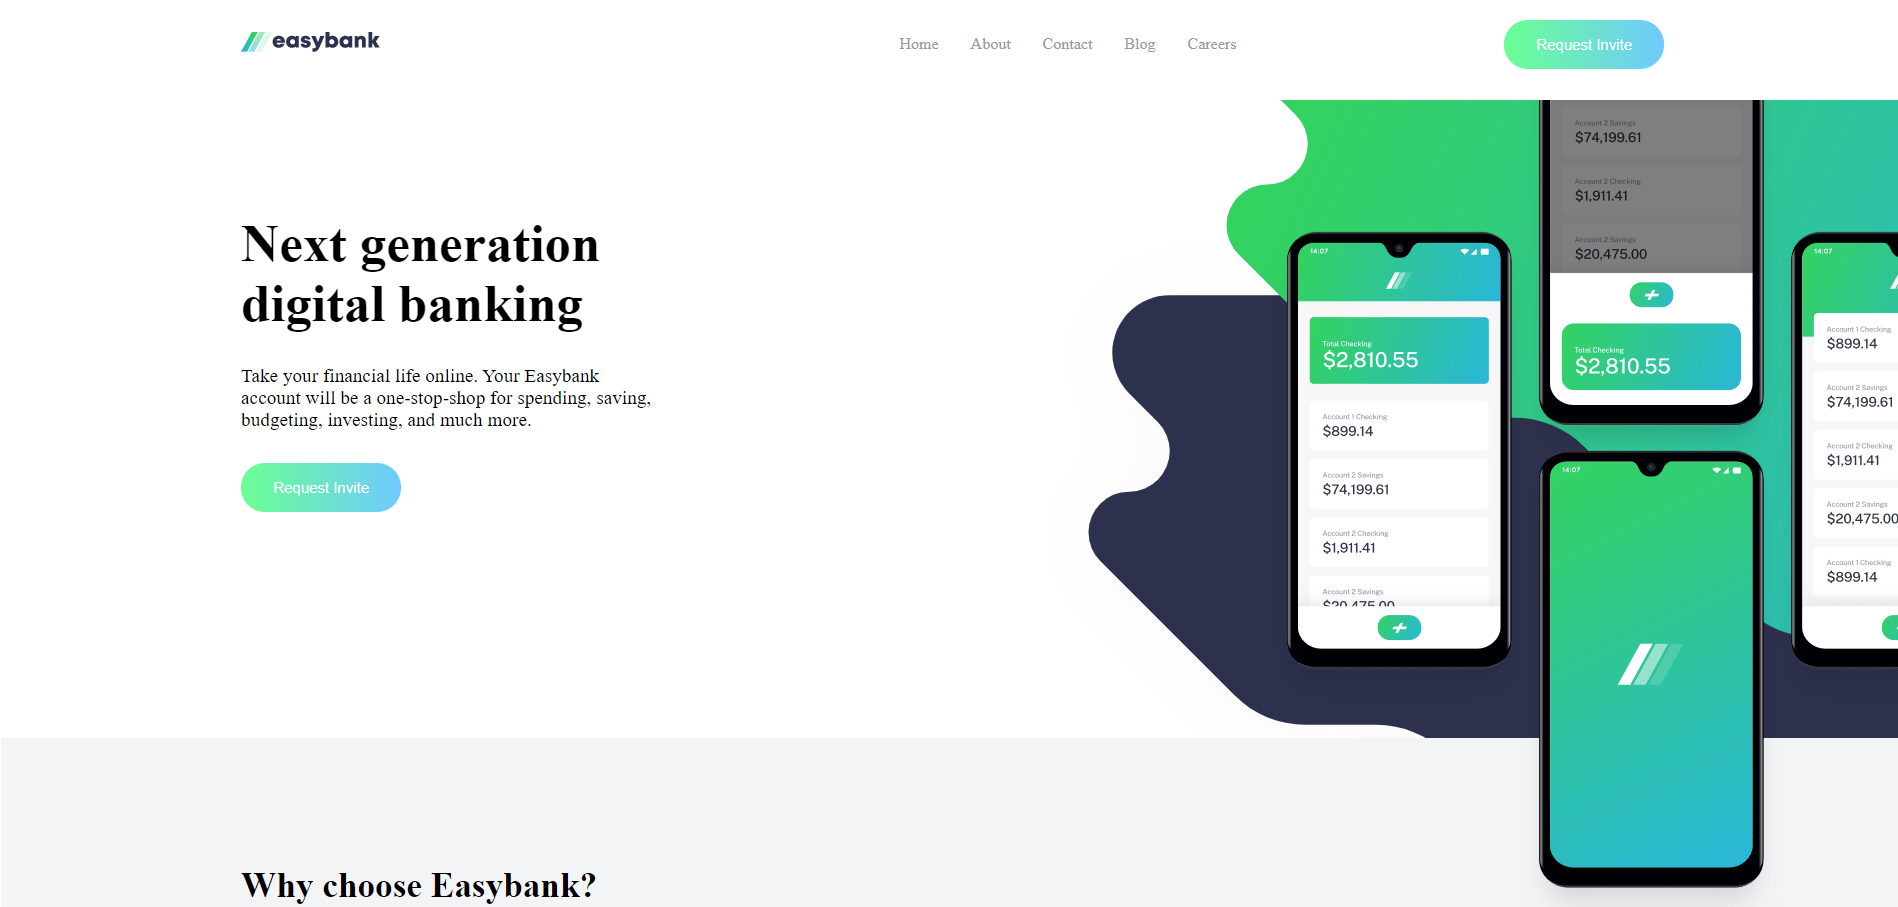 easybank
Home About Contact Blog Careers
Request Invite
Next generation
digital banking
Take your financial life online. Your Easybank
account will be a one-stop-shop for spending, saving,
budgeting, investing, and much more.
Request Invite
14:07
Total Checking
$2,810.55
Account 1 Checking
$899.14
Account 2 Savings
$74,199.61
Account 2 Checking
$1,911.41
Account 2 Savings
$20,475.00
Account 2 Savings
$74,199.61
Account 2 Checking
$1,911.41
Account 2 Savings
$20,475.00
Total Checking
$2,810.55
14:07
14:07
Account 1 Checking
$899.14
Account 2 Savings
$74,199.61
Account 2 Checking
$1,911.41
Account 2 Savings
$20,475.00
Account 1 Checking
$899.14
Why choose Easybank?